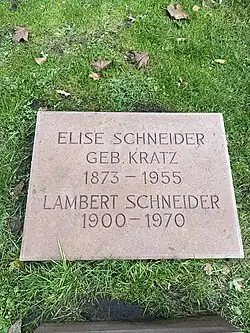 ELISE SCHNEIDER
GEB. KRATZ
1873 – 1955
LAMBERT SCHNEIDER
1900 – 1970